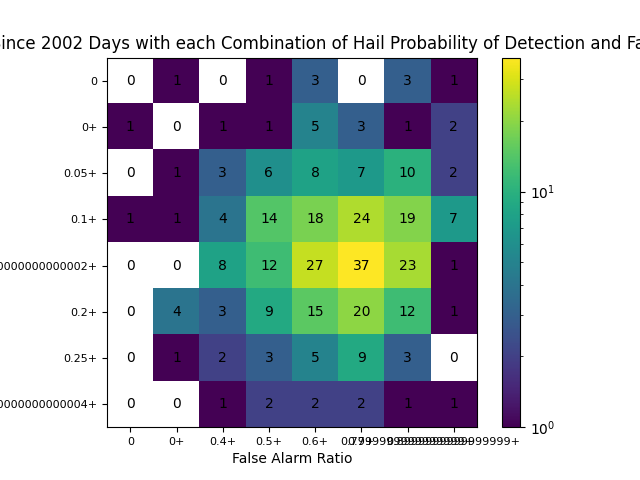 ince 2002 Days with each Combination of Hail Probability of Detection and Fa
0 0 1 0 1 3 0 3 1
0+ 1 0 1 1 5 3 1 2
0.05+ 0 1 3 6 8 7 10 2
0.1+ 1 1 4 14 18 24 19 7
0000000000002+ 0 0 8 12 27 37 23 1
0.2+ 0 4 3 9 15 20 12 1
0.25+ 0 1 2 3 5 9 3 0
0000000000004+ 0 0 1 2 2 2 1 1
0 0+ 0.4+ 0.5+ 0.6+
False Alarm Ratio
10¹
10⁰